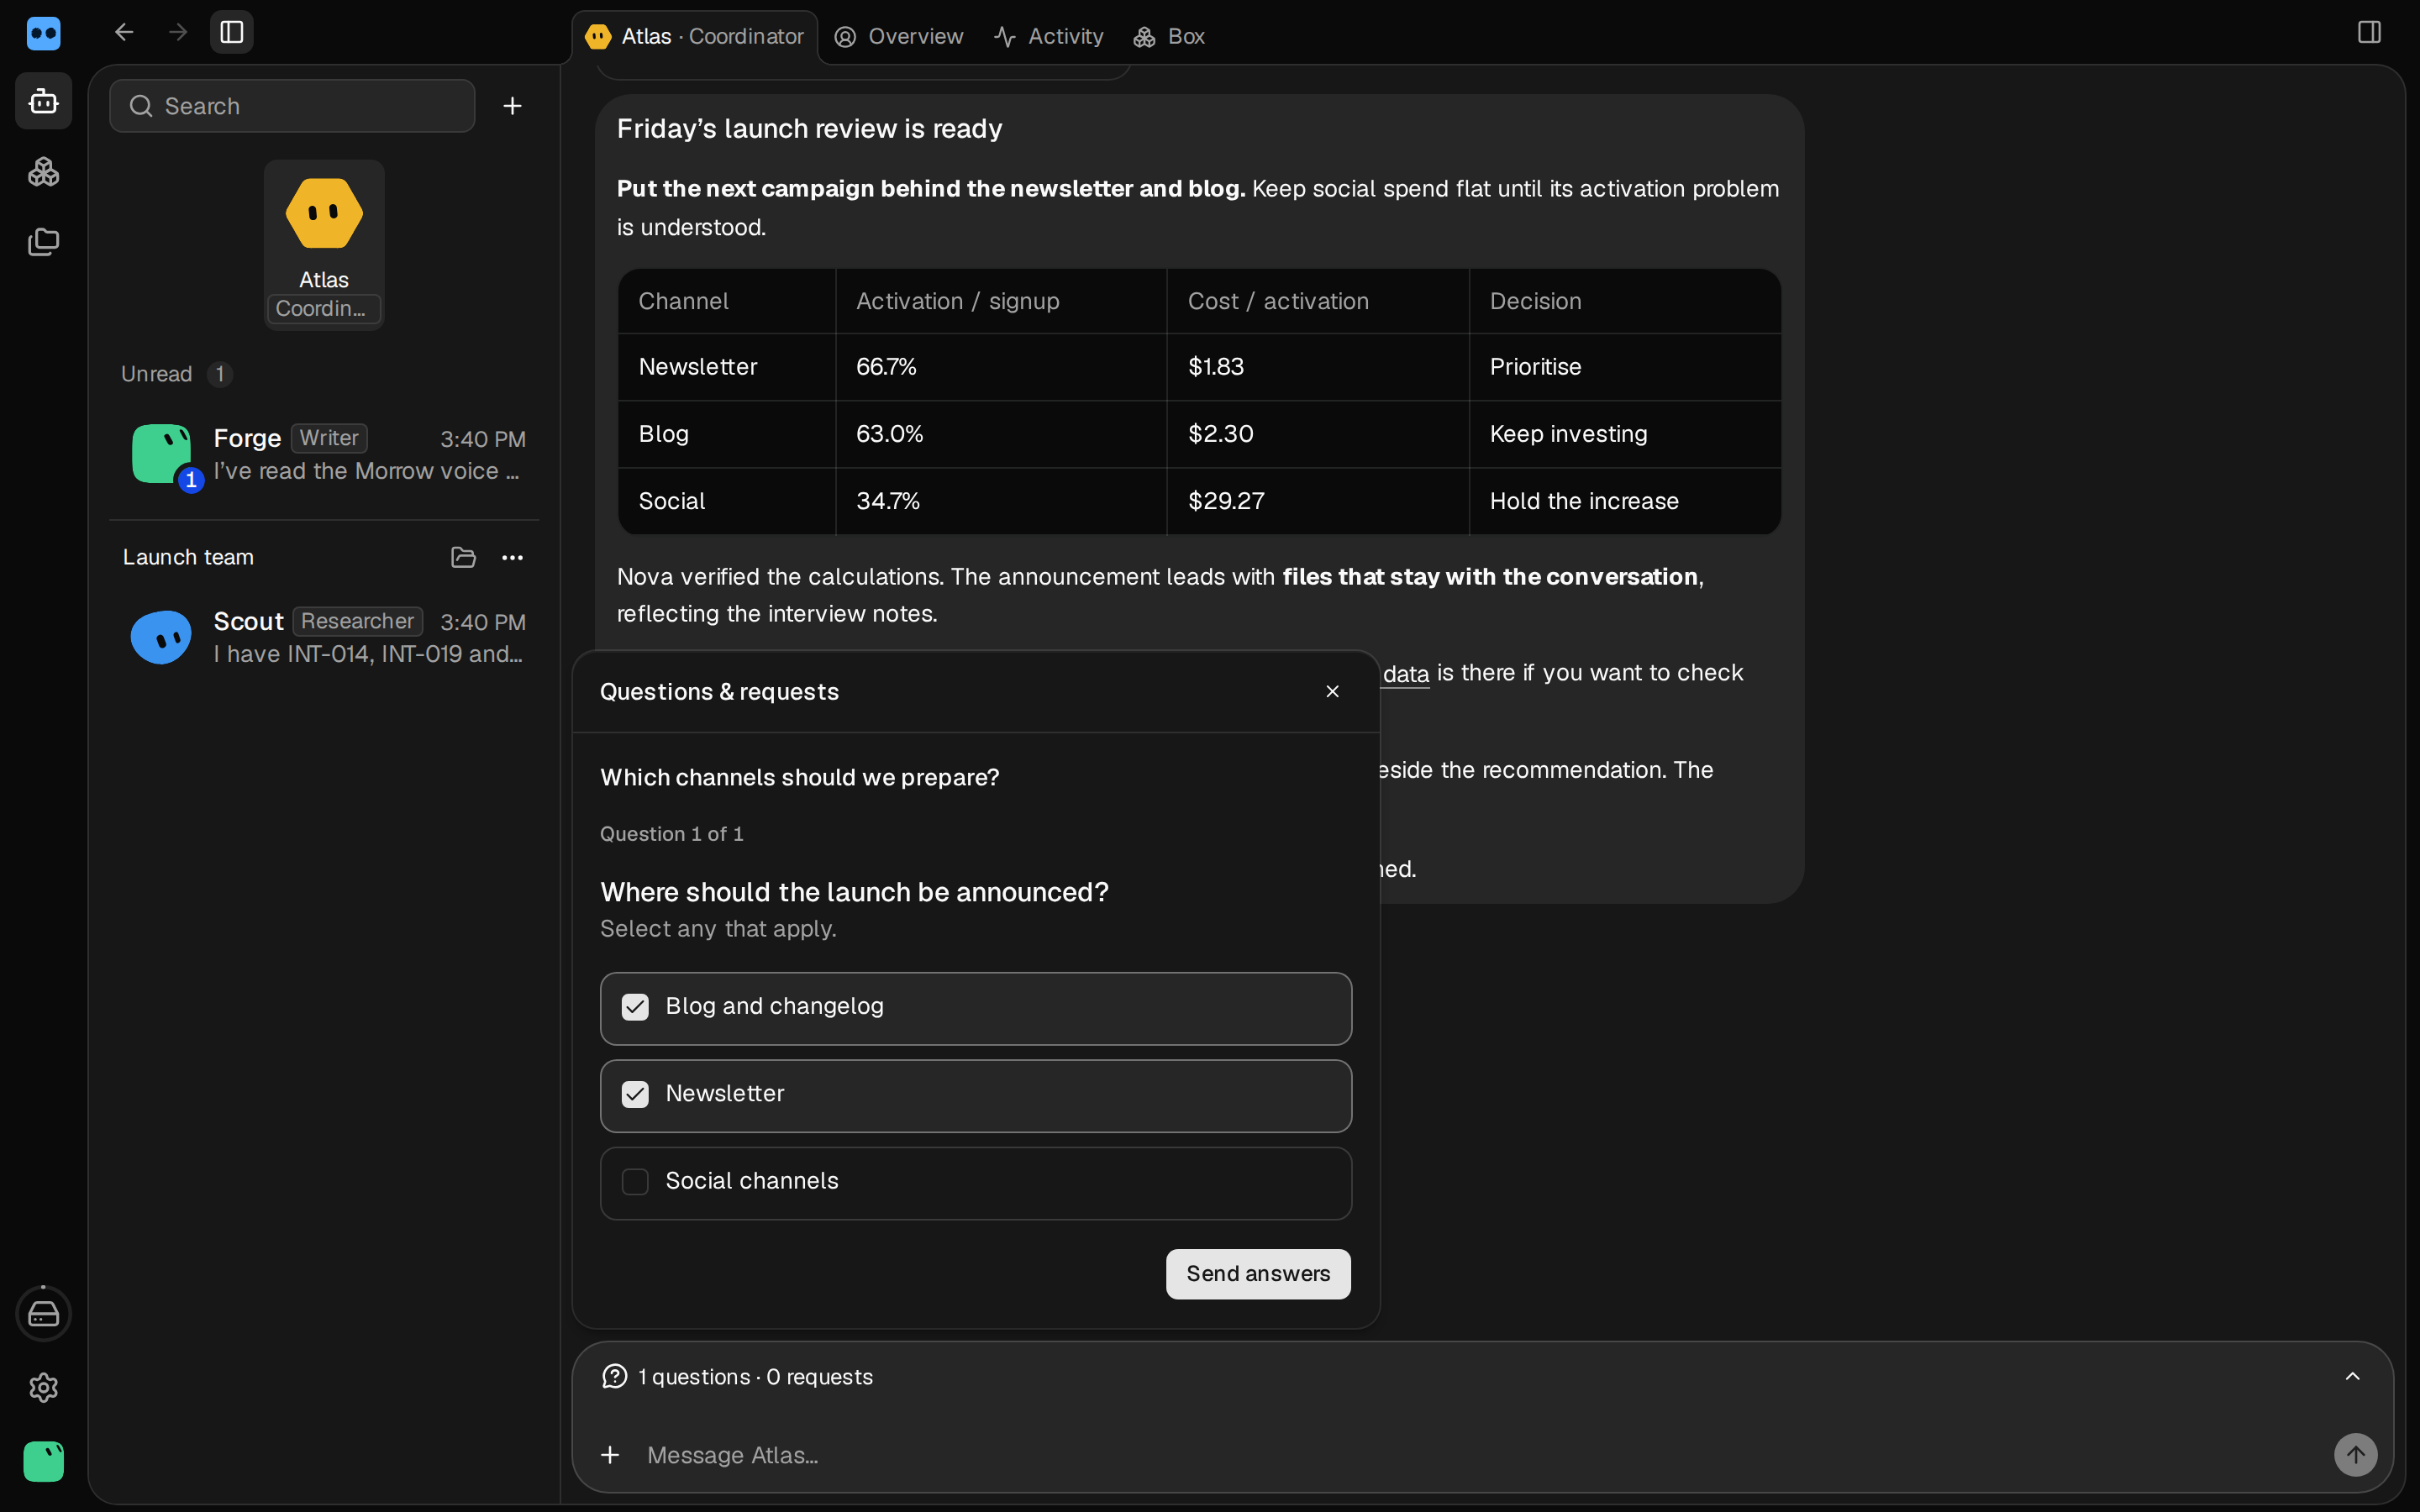 Atlas · Coordinator
Overview
Activity
Box
Search
Atlas
Coordin...
Unread 1
Forge Writer 3:40 PM
I’ve read the Morrow voice ...
1
Launch team
Scout Researcher 3:40 PM
I have INT-014, INT-019 and...
Friday’s launch review is ready
Put the next campaign behind the newsletter and blog. Keep social spend flat until its activation problem
is understood.
Channel Activation / signup Cost / activation Decision
Newsletter 66.7% $1.83 Prioritise
Blog 63.0% $2.30 Keep investing
Social 34.7% $29.27 Hold the increase
Nova verified the calculations. The announcement leads with files that stay with the conversation,
reflecting the interview notes.
data is there if you want to check
the recommendation. The
Questions & requests
Which channels should we prepare?
Question 1 of 1
Where should the launch be announced?
Select any that apply.
Blog and changelog
Newsletter
Social channels
Send answers
1 questions · 0 requests
Message Atlas...